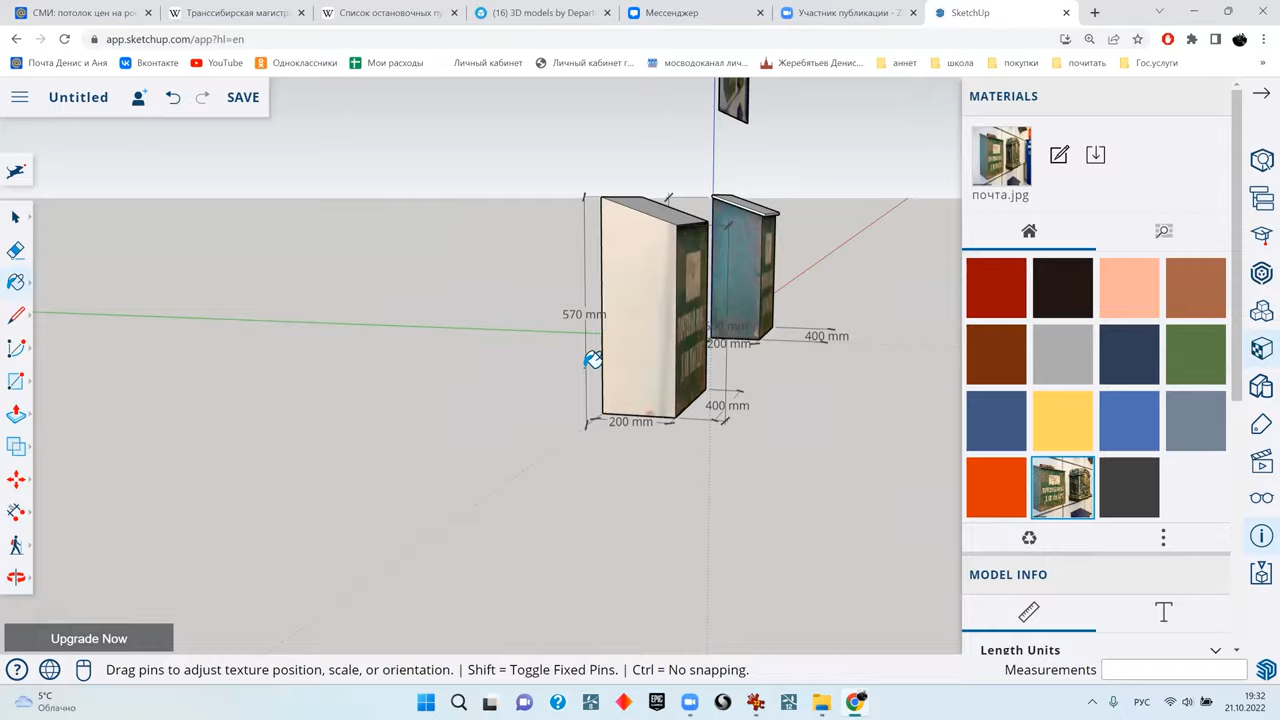 СМИ: потолок цен на рос
Транссибирская магистр
Список остановочных пу
(16) 3D models by Depart
Мессенджер
Участник публикации - Z
SketchUp
app.sketchup.com/app?hl=en
Почта Денис и Аня
Вконтакте
YouTube
Одноклассники
Мои расходы
Личный кабинет
Личный кабинет г...
мосводоканал лич...
Жеребятьев Денис...
аннет
школа
покупки
почитать
Гос.услуги
»
Untitled
SAVE
MATERIALS
почта.jpg
570 mm
200 mm
400 mm
200 mm
400 mm
MODEL INFO
Length Units
Upgrade Now
Drag pins to adjust texture position, scale, or orientation. | Shift = Toggle Fixed Pins. | Ctrl = No snapping.
Measurements
5°C
Облачно
РУС
19:32
21.10.2022